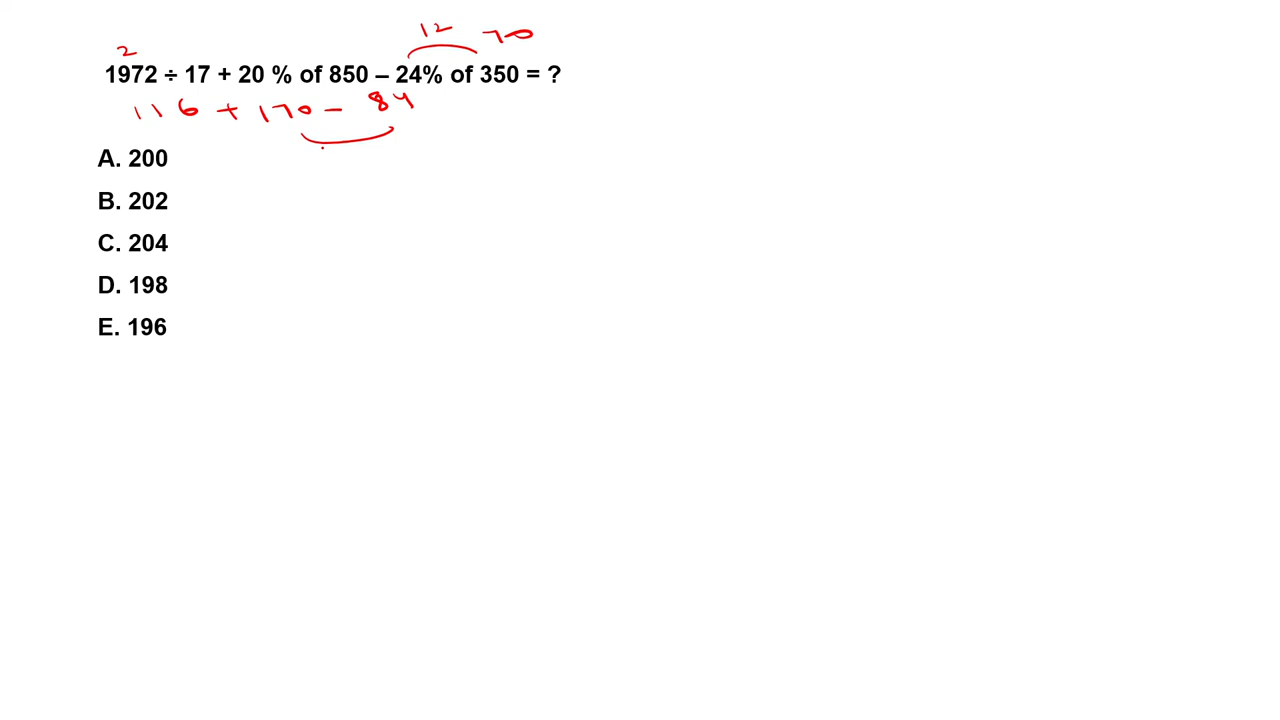 12 70
2
1972 ÷ 17 + 20 % of 850 – 24% of 350 = ?
116 + 170 - 84
A. 200
B. 202
C. 204
D. 198
E. 196